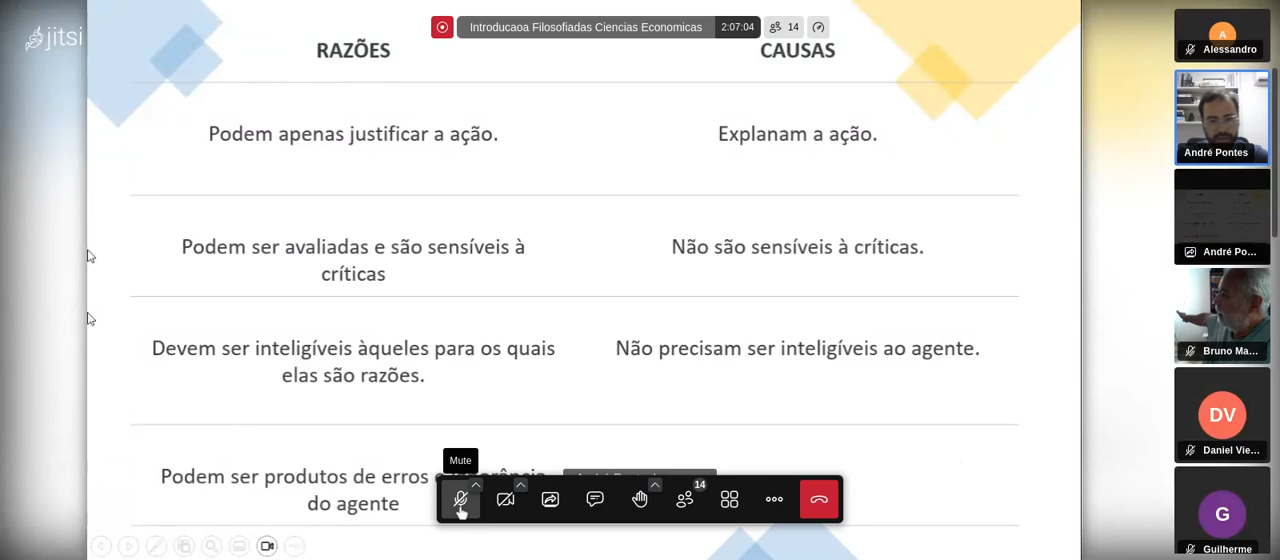 jitsi
Introducaoa Filosofiadas Ciencias Economicas
2:07:04
14
RAZÕES
CAUSAS
Podem apenas justificar a ação.
Explanam a ação.
Podem ser avaliadas e são sensíveis à
críticas
Não são sensíveis à críticas.
Devem ser inteligíveis àqueles para os quais
elas são razões.
Não precisam ser inteligíveis ao agente.
Podem ser produtos de erros
do agente
Mute
14
A
Alessandro
André Pontes
André Po...
Bruno Ma...
DV
Daniel Vie...
G
Guilherme